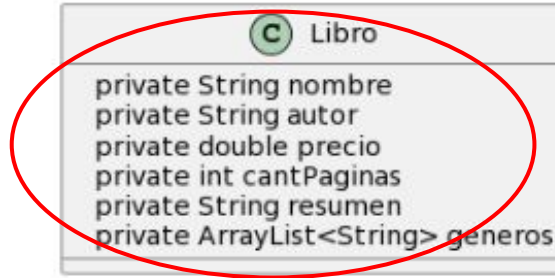 C Libro
private String nombre
private String autor
private double precio
private int cantPaginas
private String resumen
private ArrayList<String> generos